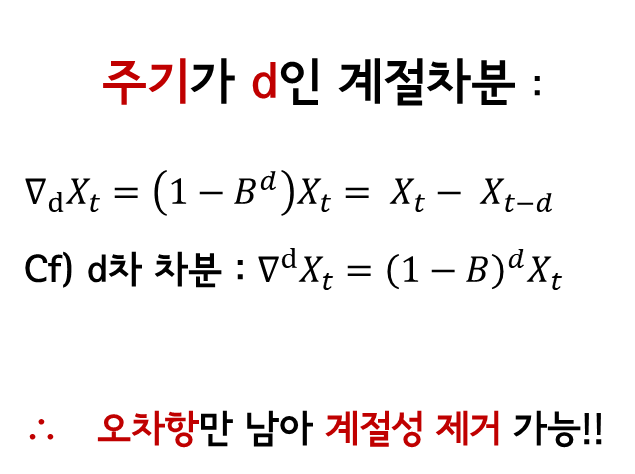 주기가 d인 계절차분 :
∇_d X_t = (1 − B^d)X_t = X_t − X_{t−d}
Cf) d차 차분 : ∇^d X_t = (1 − B)^d X_t
∴ 오차항만 남아 계절성 제거 가능!!